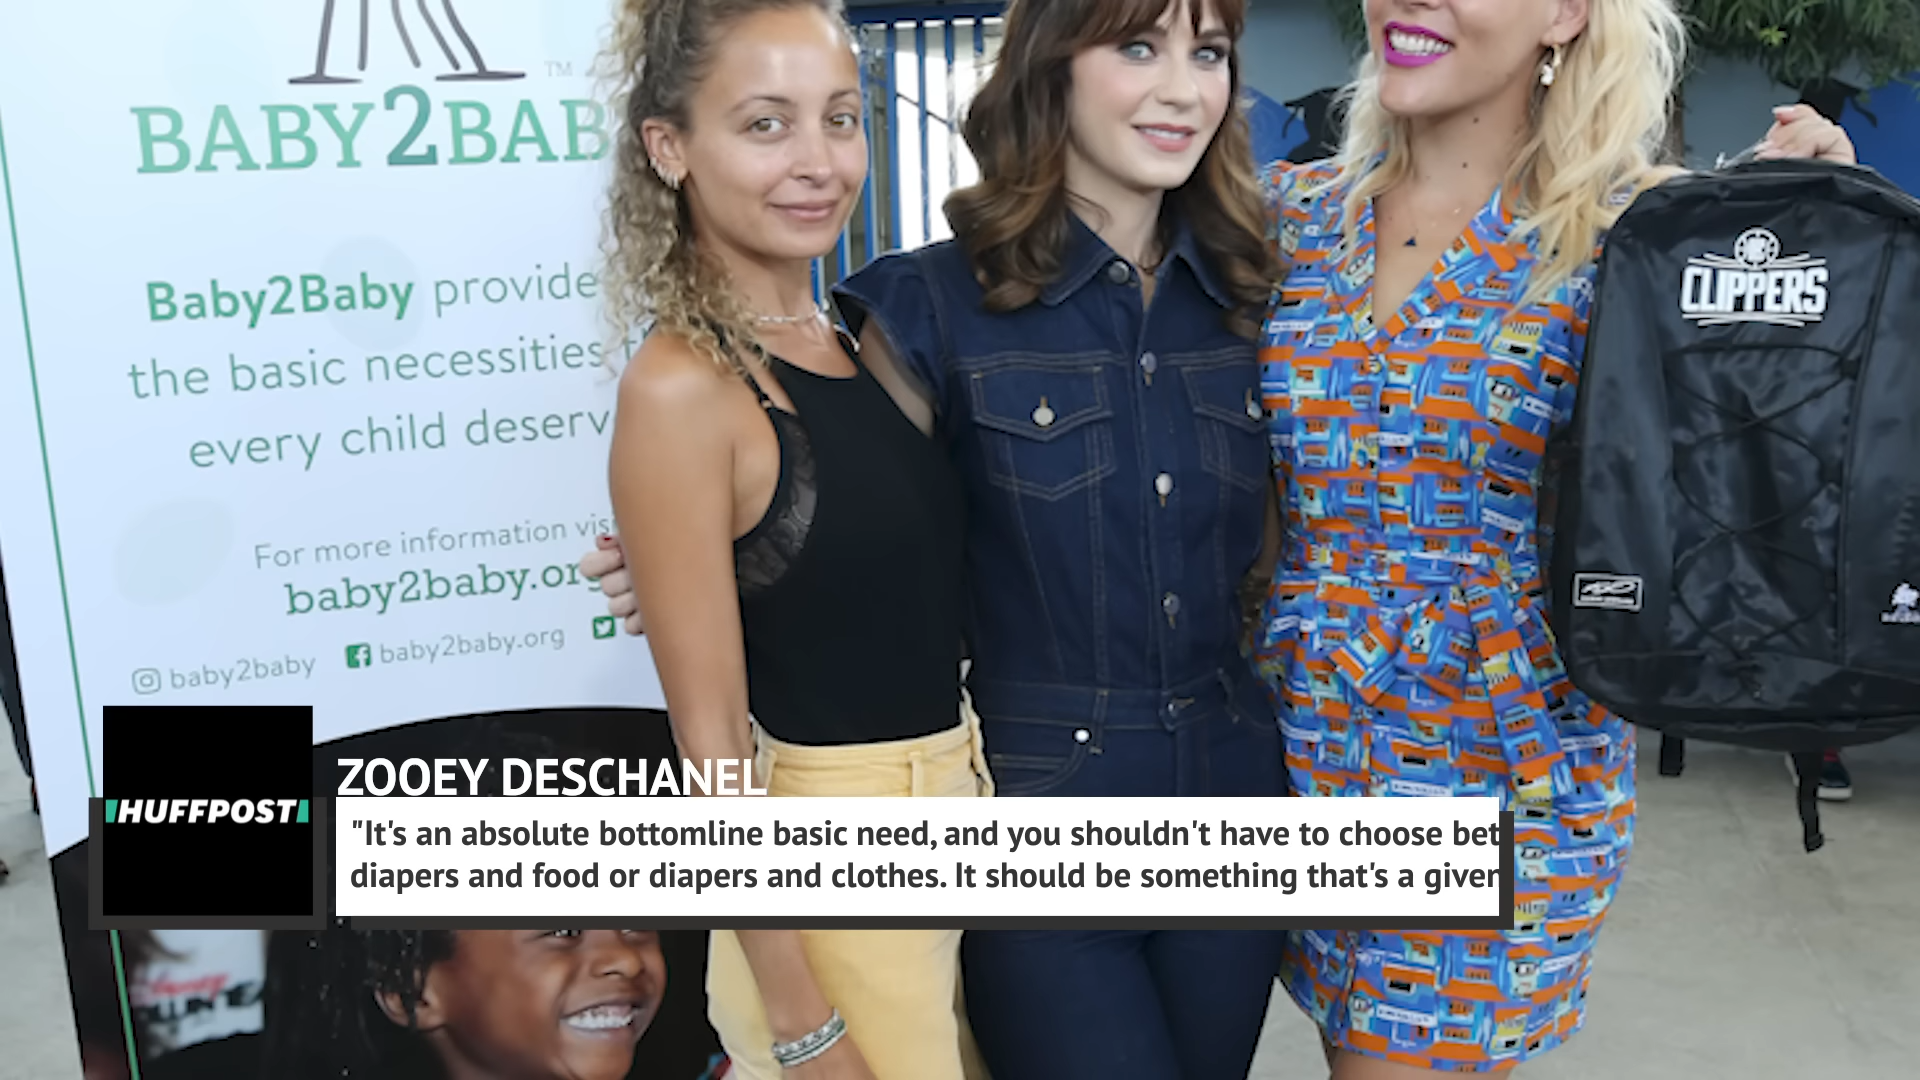 BABY2BAB
TM
Baby2Baby provide
the basic necessities
every child deserv
For more information vis
baby2baby.org
baby2baby
baby2baby.org
CLIPPERS
HUFFPOST
ZOOEY DESCHANEL
"It's an absolute bottomline basic need, and you shouldn't have to choose bet
diapers and food or diapers and clothes. It should be something that's a given